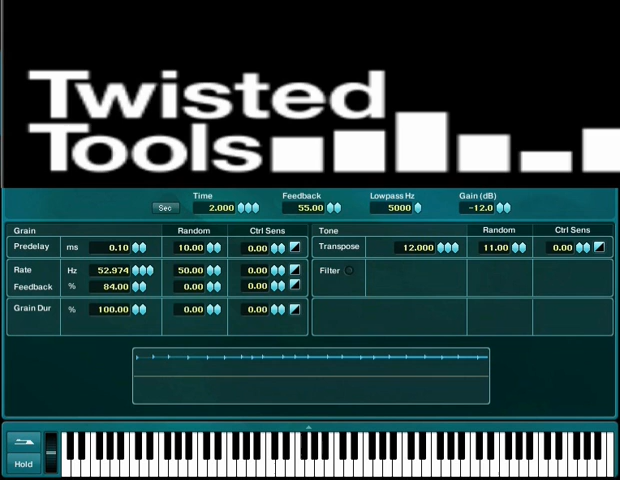 Twisted
Tools
Time Feedback Lowpass Hz Gain (dB)
Sec 2.000 55.00 5000 -12.0
Grain Random Ctrl Sens Tone Random Ctrl Sens
Predelay ms 0.10 10.00 0.00 Transpose 12.000 11.00 0.00
Rate Hz 52.974 50.00 0.00 Filter
Feedback % 84.00 0.00 0.00
Grain Dur % 100.00 0.00 0.00
Hold